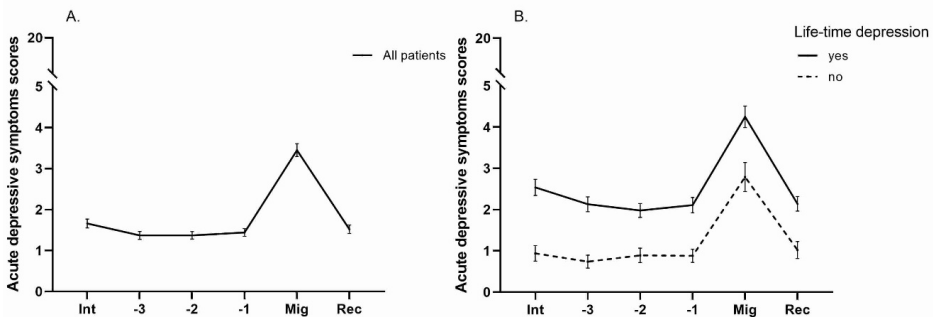 A.
Acute depressive symptoms scores
20
5
4
3
2
1
0
Int -3 -2 -1 Mig Rec
All patients
B.
Acute depressive symptoms scores
20
5
4
3
2
1
0
Int -3 -2 -1 Mig Rec
Life-time depression
yes
no